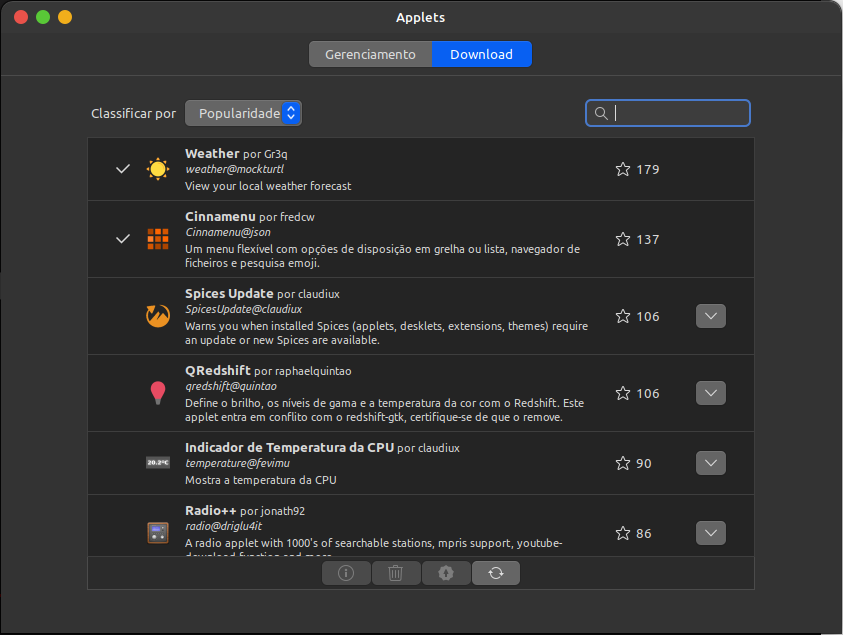 Applets
Gerenciamento
Download
Classificar por
Popularidade
Weather por Gr3q
weather@mockturtl
View your local weather forecast
179
Cinnamenu por fredcw
Cinnamenu@json
Um menu flexível com opções de disposição em grelha ou lista, navegador de
ficheiros e pesquisa emoji.
137
Spices Update por claudiux
SpicesUpdate@claudiux
Warns you when installed Spices (applets, desklets, extensions, themes) require
an update or new Spices are available.
106
QRedshift por raphaelquintao
qredshift@quintao
Define o brilho, os níveis de gama e a temperatura da cor com o Redshift. Este
applet entra em conflito com o redshift-gtk, certifique-se de que o remove.
106
20.2°C
Indicador de Temperatura da CPU por claudiux
temperature@fevimu
Mostra a temperatura da CPU
90
Radio++ por jonath92
radio@driglu4it
A radio applet with 1000's of searchable stations, mpris support, youtube-
download function and more
86